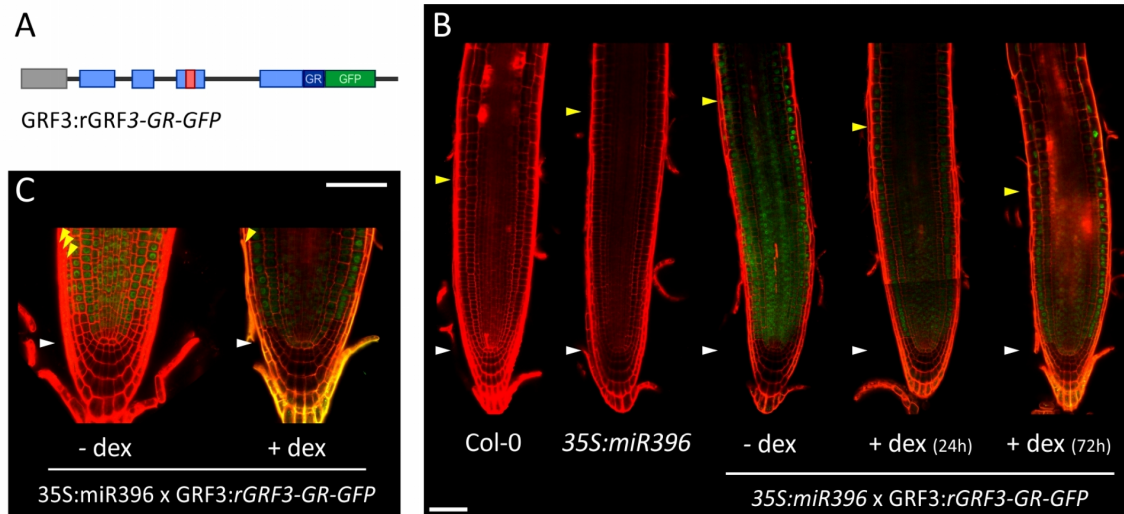 A
GR GFP
GRF3:rGRF3-GR-GFP
B
Col-0 35S:miR396 - dex + dex (24h) + dex (72h)
35S:miR396 x GRF3:rGRF3-GR-GFP
C
- dex + dex
35S:miR396 x GRF3:rGRF3-GR-GFP